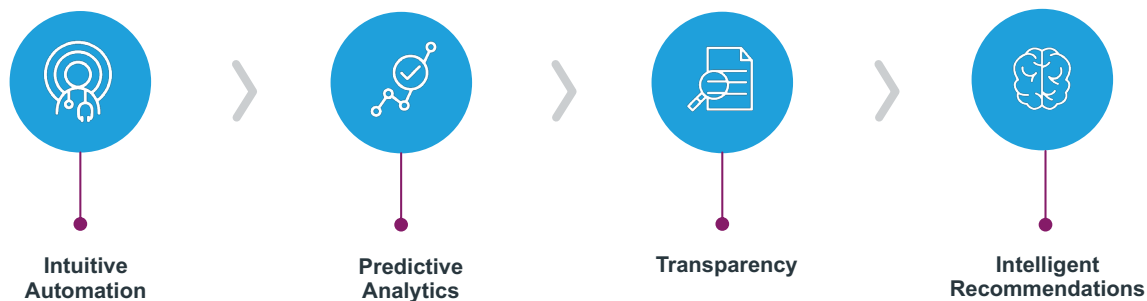 Intuitive
Automation
Predictive
Analytics
Transparency
Intelligent
Recommendations